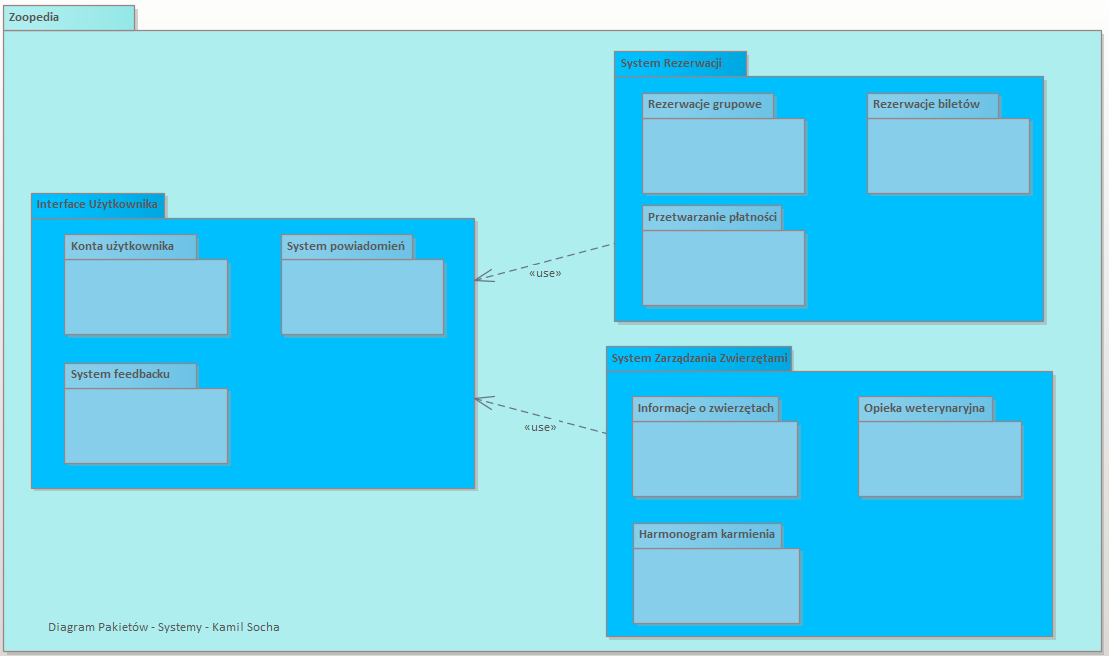 Zoopedia
System Rezerwacji
Rezerwacje grupowe
Rezerwacje biletów
Przetwarzanie płatności
Interface Użytkownika
Konta użytkownika
System powiadomień
System feedbacku
«use»
«use»
System Zarządzania Zwierzętami
Informacje o zwierzętach
Opieka weterynaryjna
Harmonogram karmienia
Diagram Pakietów - Systemy - Kamil Socha